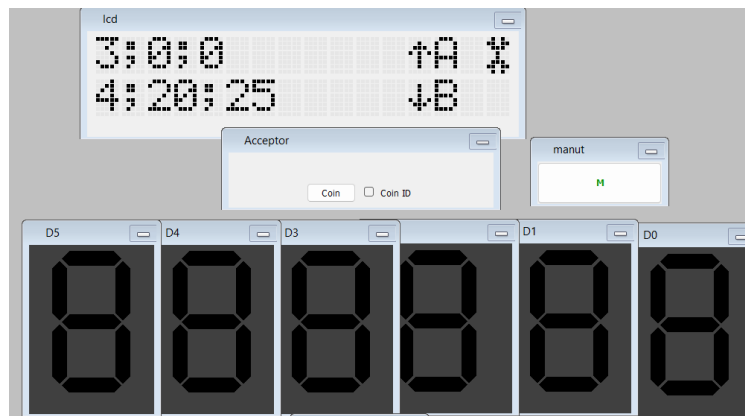 lcd
3;0;0 ↑A
4;20;25 ↓B
Acceptor
Coin Coin ID
manut
M
D5 D4 D3 D1 D0